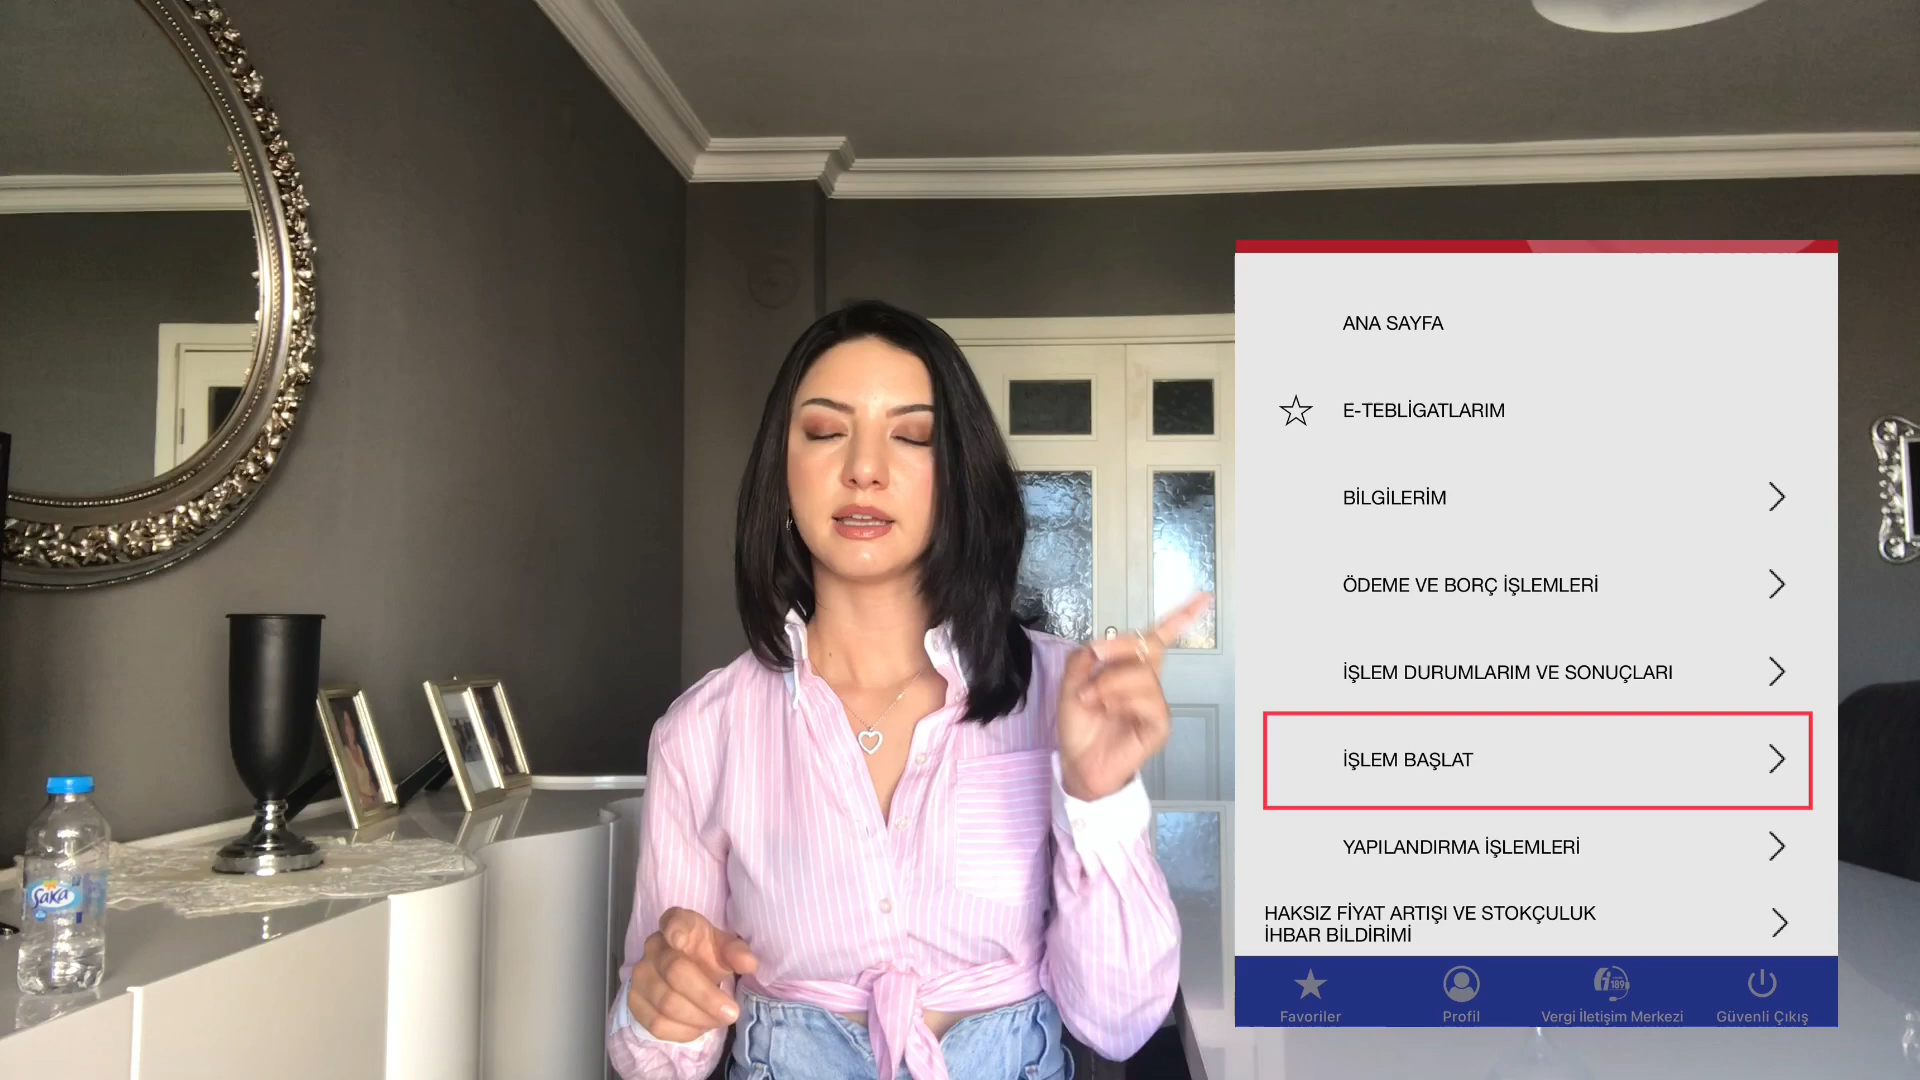 ANA SAYFA
E-TEBLİGATLARIM
BİLGİLERİM
ÖDEME VE BORÇ İŞLEMLERİ
İŞLEM DURUMLARIM VE SONUÇLARI
İŞLEM BAŞLAT
YAPILANDIRMA İŞLEMLERİ
HAKSIZ FİYAT ARTIŞI VE STOKÇULUK
İHBAR BİLDİRİMİ
189
Favoriler
Profil
Vergi İletişim Merkezi
Güvenli Çıkış
Saka